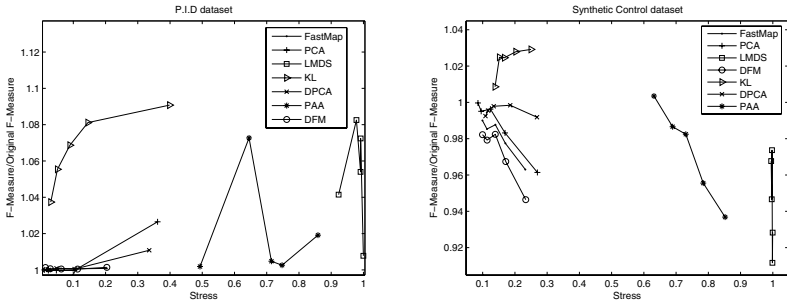 P.I.D dataset
F−Measure/Original F−Measure
1.12
1.1
1.08
1.06
1.04
1.02
1
0.1 0.2 0.3 0.4 0.5 0.6 0.7 0.8 0.9 1
Stress
FastMap
PCA
LMDS
KL
DPCA
PAA
DFM
Synthetic Control dataset
F−Measure/Original F−Measure
1.04
1.02
1
0.98
0.96
0.94
0.92
0 0.1 0.2 0.3 0.4 0.5 0.6 0.7 0.8 0.9 1
Stress
FastMap
PCA
LMDS
DFM
KL
DPCA
PAA